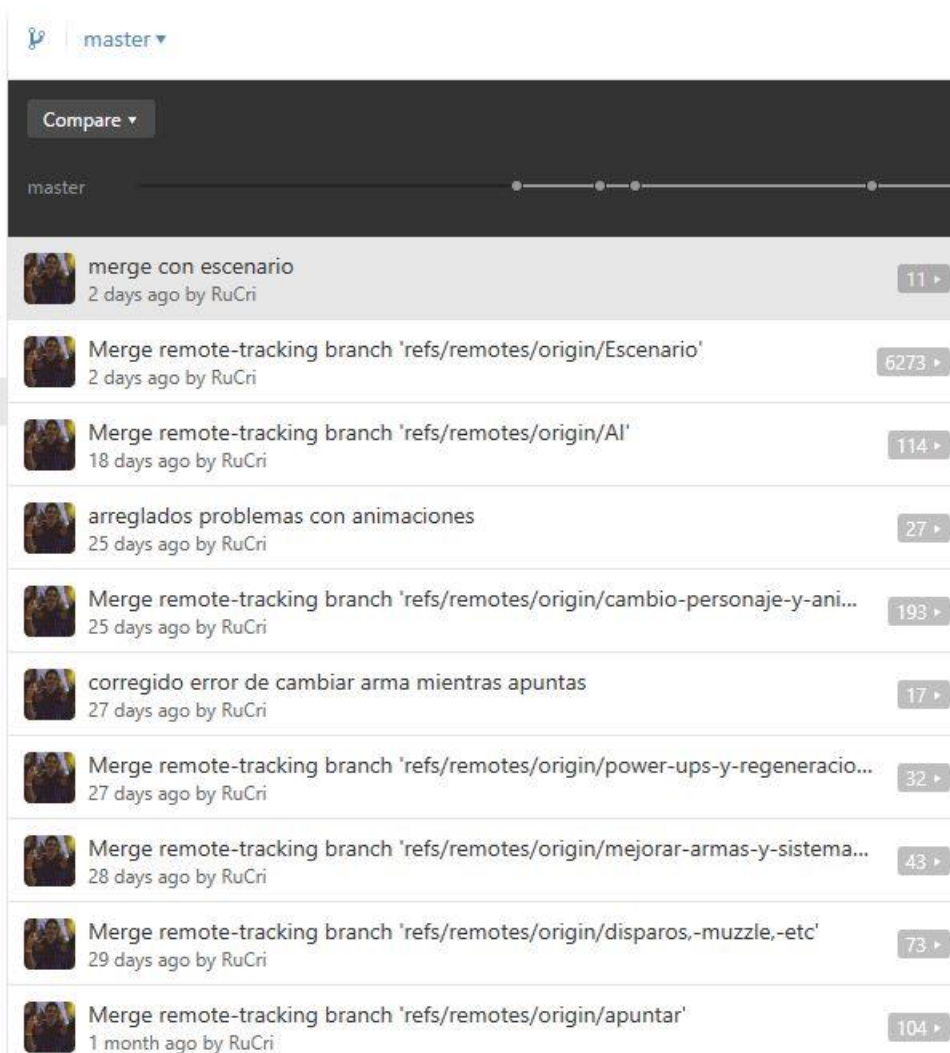 master
Compare
master
merge con escenario
2 days ago by RuCri
11
Merge remote-tracking branch 'refs/remotes/origin/Escenario'
2 days ago by RuCri
6273
Merge remote-tracking branch 'refs/remotes/origin/AI'
18 days ago by RuCri
114
arreglados problemas con animaciones
25 days ago by RuCri
27
Merge remote-tracking branch 'refs/remotes/origin/cambio-personaje-y-ani...
25 days ago by RuCri
193
corregido error de cambiar arma mientras apuntas
27 days ago by RuCri
17
Merge remote-tracking branch 'refs/remotes/origin/power-ups-y-regeneracio...
27 days ago by RuCri
32
Merge remote-tracking branch 'refs/remotes/origin/mejorar-armas-y-sistema...
28 days ago by RuCri
43
Merge remote-tracking branch 'refs/remotes/origin/disparos,-muzzle,-etc'
29 days ago by RuCri
73
Merge remote-tracking branch 'refs/remotes/origin/apuntar'
1 month ago by RuCri
104